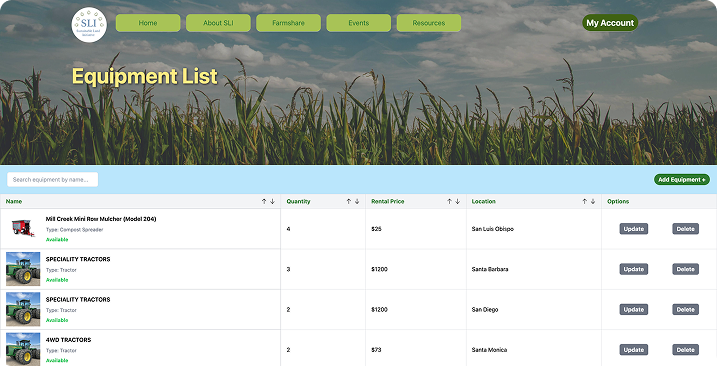 SLI
Sustainable Land
Initiative
Home
About SLI
Farmshare
Events
Resources
My Account
Equipment List
Search equipment by name...
Add Equipment +
Name ↑ ↓ Quantity ↑ ↓ Rental Price ↑ ↓ Location ↑ ↓ Options
Mill Creek Mini Row Mulcher (Model 204)
Type: Compost Spreader
Available
4 $25 San Luis Obispo Update Delete
SPECIALITY TRACTORS
Type: Tractor
Available
3 $1200 Santa Barbara Update Delete
SPECIALITY TRACTORS
Type: Tractor
Available
2 $1200 San Diego Update Delete
4WD TRACTORS
Type: Tractor
Available
2 $73 Santa Monica Update Delete